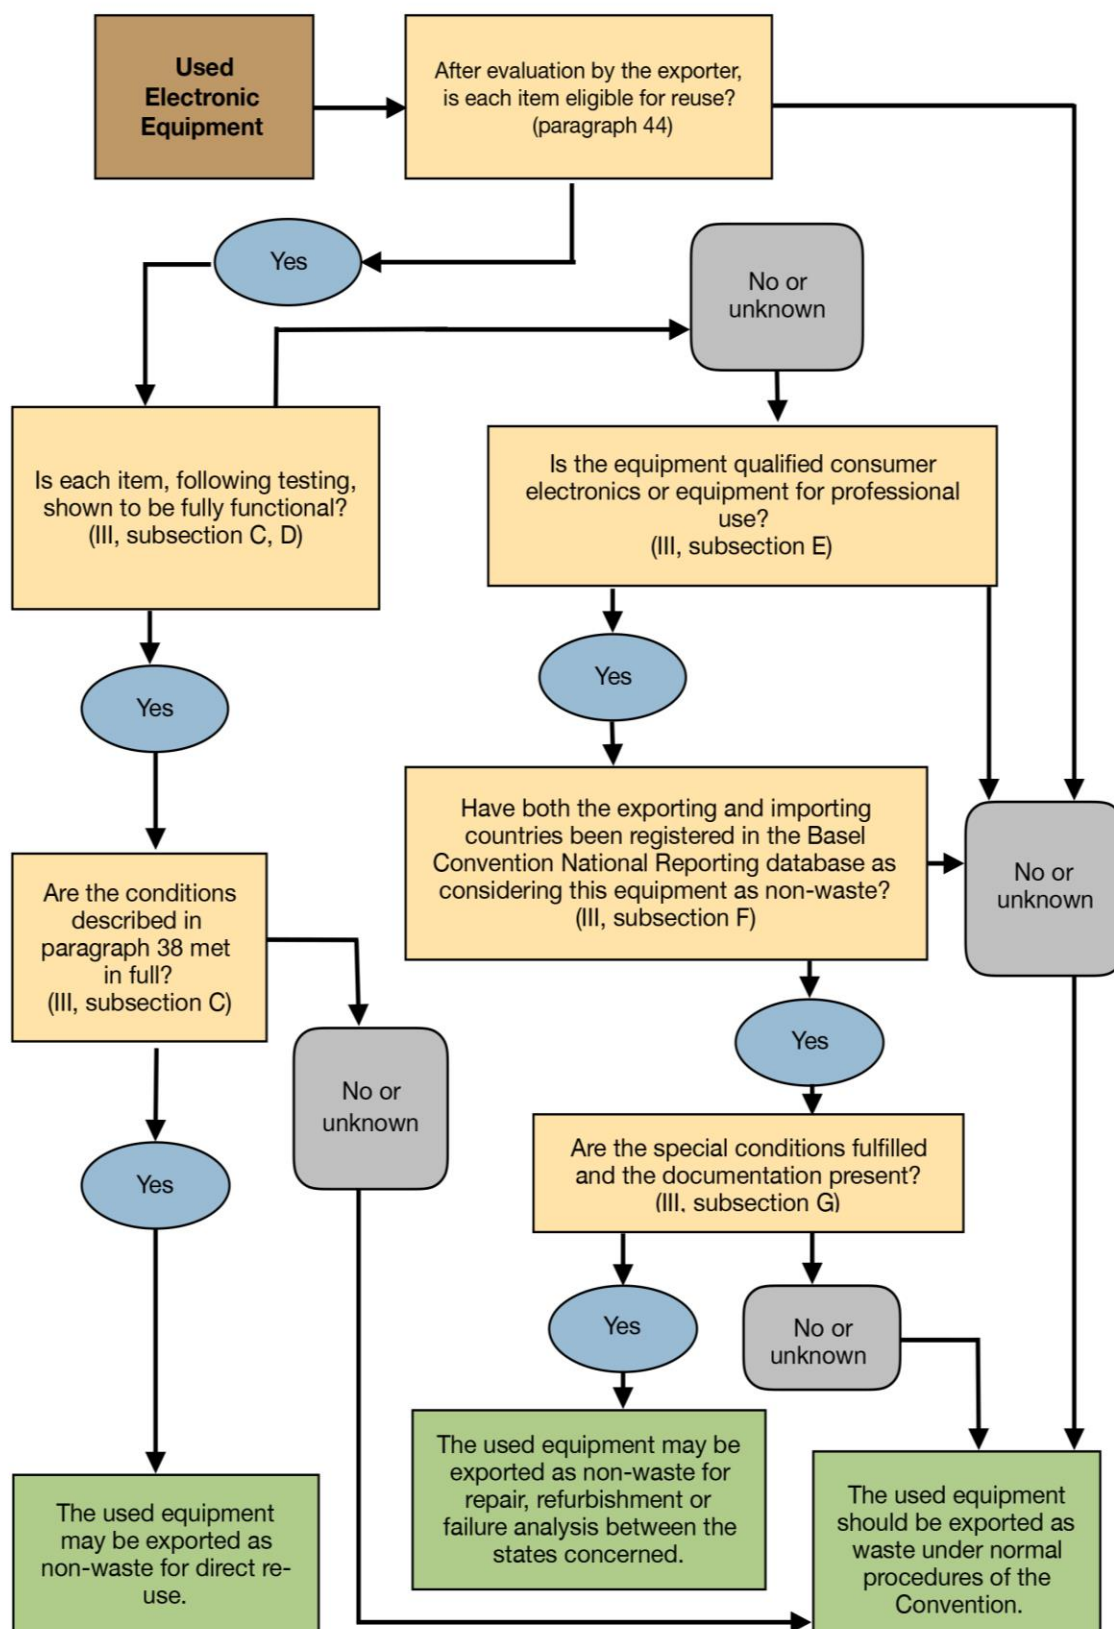 Used
Electronic
Equipment
After evaluation by the exporter,
is each item eligible for reuse?
(paragraph 44)
Yes
No or
unknown
Is each item, following testing,
shown to be fully functional?
(III, subsection C, D)
Is the equipment qualified consumer
electronics or equipment for professional
use?
(III, subsection E)
Yes
Yes
Have both the exporting and importing
countries been registered in the Basel
Convention National Reporting database as
considering this equipment as non-waste?
(III, subsection F)
No or
unknown
Are the conditions
described in
paragraph 38 met
in full?
(III, subsection C)
No or
unknown
Yes
Are the special conditions fulfilled
and the documentation present?
(III, subsection G)
Yes
Yes
No or
unknown
The used equipment
may be exported as
non-waste for direct re-
use.
The used equipment may be
exported as non-waste for
repair, refurbishment or
failure analysis between the
states concerned.
The used equipment
should be exported as
waste under normal
procedures of the
Convention.